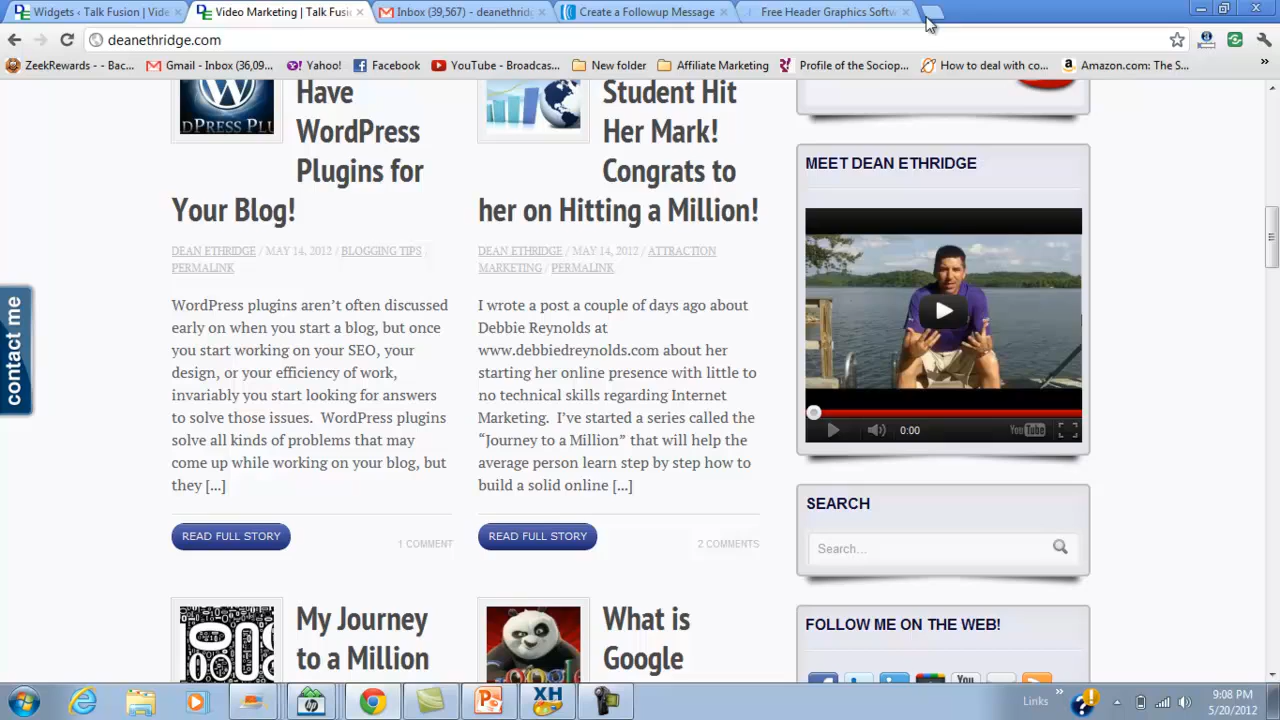 Widgets ‹ Talk Fusion | Vide
Video Marketing | Talk Fusi
Inbox (39,567) - deanethridg
Create a Followup Message
Free Header Graphics Softw
deanethridge.com
ZeekRewards - - Bac...
Gmail - Inbox (36,09...
Yahoo!
Facebook
YouTube - Broadcas...
New folder
Affiliate Marketing
Profile of the Sociop...
How to deal with co...
Amazon.com: The S...
DPRESS PLU
Have
WordPress
Plugins for
Your Blog!
DEAN ETHRIDGE / MAY 14, 2012 / BLOGGING TIPS /
PERMALINK
WordPress plugins aren’t often discussed
early on when you start a blog, but once
you start working on your SEO, your
design, or your efficiency of work,
invariably you start looking for answers
to solve those issues. WordPress plugins
solve all kinds of problems that may
come up while working on your blog, but
they [...]
READ FULL STORY
1 COMMENT
Student Hit
Her Mark!
Congrats to
her on Hitting a Million!
DEAN ETHRIDGE / MAY 14, 2012 / ATTRACTION
MARKETING / PERMALINK
I wrote a post a couple of days ago about
Debbie Reynolds at
www.debbiedreynolds.com about her
starting her online presence with little to
no technical skills regarding Internet
Marketing. I’ve started a series called the
“Journey to a Million” that will help the
average person learn step by step how to
build a solid online [...]
READ FULL STORY
2 COMMENTS
My Journey
to a Million
What is
Google
contact me
MEET DEAN ETHRIDGE
0:00
YouTube
SEARCH
Search...
FOLLOW ME ON THE WEB!
You
Links
XH
9:08 PM
5/20/2012